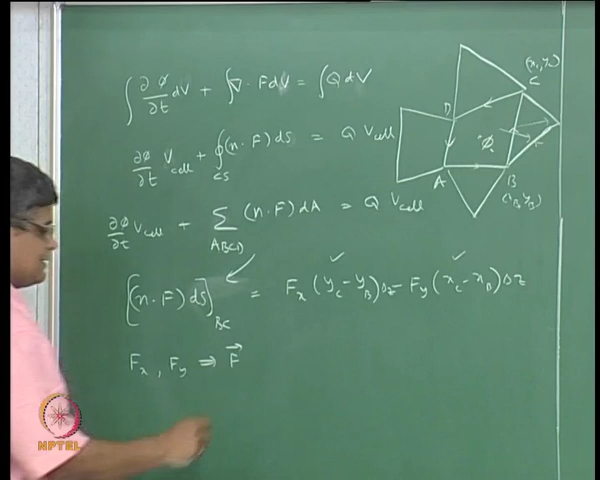 ∫ ∂φ/∂t dV + ∫ ∇ · F dV = ∫ Q dV
∂φ/∂t V_cell + ∮_CS (n · F) ds = Q V_cell
∂φ/∂t V_cell + Σ_ABCD (n · F) dA = Q V_cell
[(n · F) ds]_BC = F_x (y_C - y_B) Δz - F_y (x_C - x_B) Δz
F_x , F_y ⇒ F⃗
(x_C, y_C)
C
D
φ
A
B
(x_B, y_B)
NPTEL